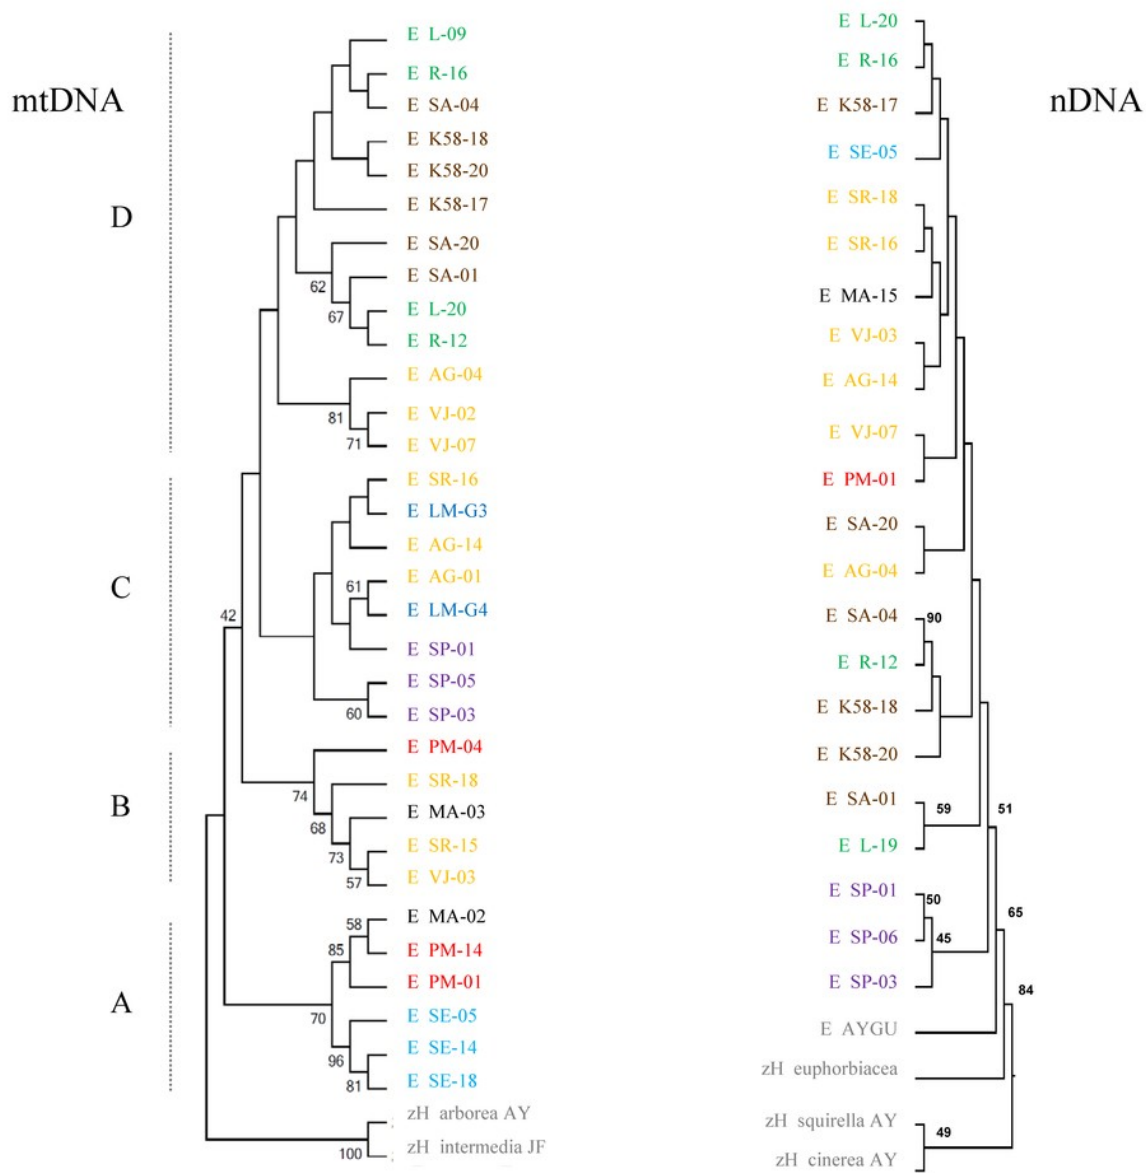 mtDNA
D
C
B
A
E L-09
E R-16
E SA-04
E K58-18
E K58-20
E K58-17
E SA-20
E SA-01
62
E L-20
67
E R-12
E AG-04
E VJ-02
81
E VJ-07
71
E SR-16
E LM-G3
E AG-14
E AG-01
61
E LM-G4
42
E SP-01
E SP-05
E SP-03
60
E PM-04
E SR-18
74
E MA-03
68
E SR-15
73
E VJ-03
57
E MA-02
58
E PM-14
85
E PM-01
E SE-05
70
E SE-14
96
E SE-18
81
zH arborea AY
zH intermedia JF
100
nDNA
E L-20
E R-16
E K58-17
E SE-05
E SR-18
E SR-16
E MA-15
E VJ-03
E AG-14
E VJ-07
E PM-01
E SA-20
E AG-04
E SA-04
90
E R-12
E K58-18
E K58-20
E SA-01
59
51
E L-19
E SP-01
50
65
E SP-06
45
E SP-03
84
E AYGU
zH euphorbiacea
zH squirella AY
49
zH cinerea AY